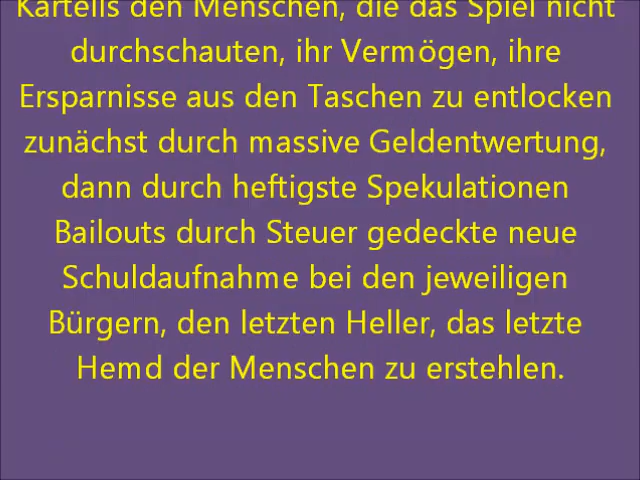 Kartells den Menschen, die das Spiel nicht
durchschauten, ihr Vermögen, ihre
Ersparnisse aus den Taschen zu entlocken
zunächst durch massive Geldentwertung,
dann durch heftigste Spekulationen
Bailouts durch Steuer gedeckte neue
Schuldaufnahme bei den jeweiligen
Bürgern, den letzten Heller, das letzte
Hemd der Menschen zu erstehlen.